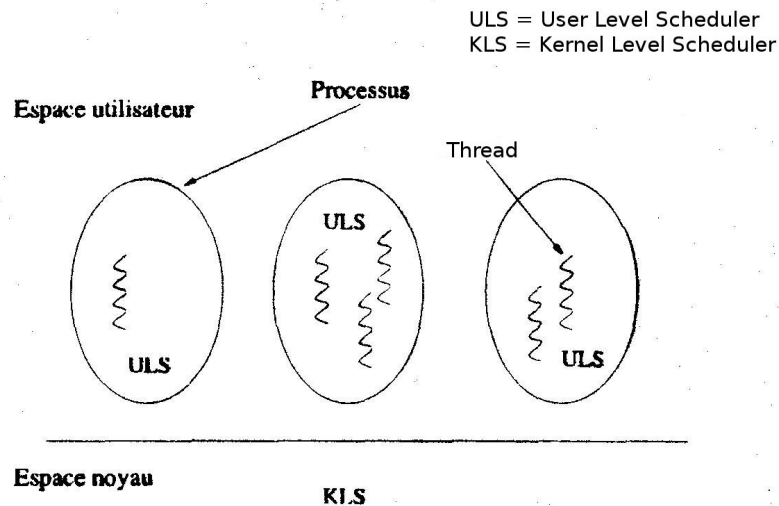 ULS = User Level Scheduler
KLS = Kernel Level Scheduler
Processus
Espace utilisateur
Thread
ULS
ULS
ULS
Espace noyau
KLS